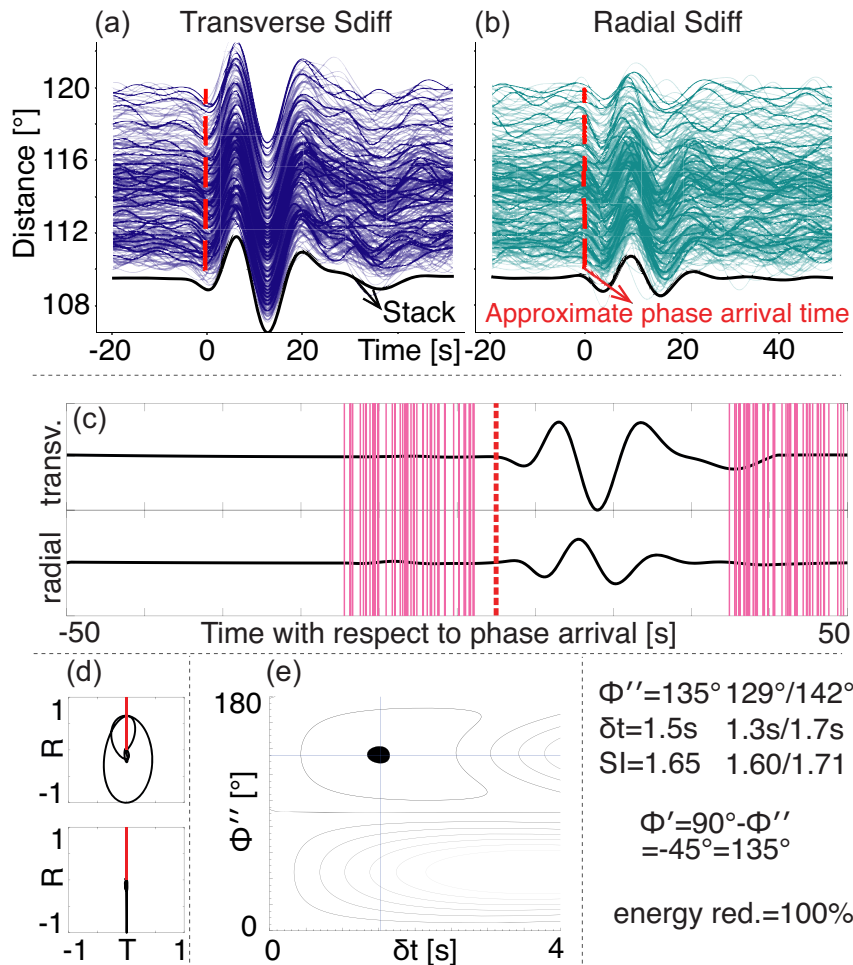 (a) Transverse Sdiff
(b) Radial Sdiff
Distance [°]
120
116
112
108
Stack
Approximate phase arrival time
-20 0 20 Time [s]
-20 0 20 40
(c)
transv.
radial
-50 Time with respect to phase arrival [s] 50
(d)
1
R
-1
1
R
-1
-1 T 1
(e)
180
Φ′′ [°]
0
0 δt [s] 4
Φ′′=135° 129°/142°
δt=1.5s 1.3s/1.7s
SI=1.65 1.60/1.71
Φ′=90°-Φ′′
=-45°=135°
energy red.=100%